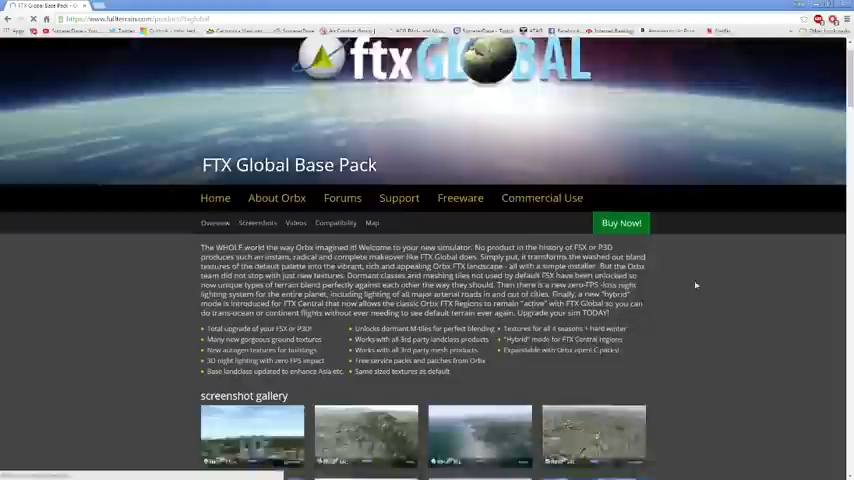 FTX Global Base Pack - O
https://www.fullterrain.com/product/ftxglobal
ftxGLOBAL
FTX Global Base Pack
Home About Orbx Forums Support Freeware Commercial Use
Overview Screenshots Videos Compatibility Map Buy Now!
The WHOLE world the way Orbx imagined it! Welcome to your new simulator. No product in the history of FSX or P3D
produces such an instant, radical and complete makeover like FTX Global does. Simply put, it transforms the washed out bland
textures of the default palette into the vibrant, rich and appealing Orbx FTX landscape - all with a simple installer. But the Orbx
team did not stop with just new textures. Dormant classes and meshing tiles not used by default FSX have been unlocked so
now unique types of terrain blend perfectly against each other the way they should. Then there is a new zero-FPS-loss night
lighting system for the entire planet, including lighting of all major arterial roads in and out of cities. Finally, a new "hybrid"
mode is introduced for FTX Central that now allows the classic Orbx FTX Regions to remain "active" with FTX Global so you can
do trans-ocean or continent flights without ever needing to see default terrain ever again. Upgrade your sim TODAY!
Total upgrade of your FSX or P3D! Unlocks dormant M-tiles for perfect blending Textures for all 4 seasons + hard winter
Many new gorgeous ground textures Works with all 3rd party landclass products "Hybrid" mode for FTX Central regions
New autogen textures for buildings Works with all 3rd party mesh products Expandable with Orbx openLC packs!
3D night lighting with zero FPS impact Free service packs and patches from Orbx
Base landclass updated to enhance Asia etc. Same sized textures as default
screenshot gallery